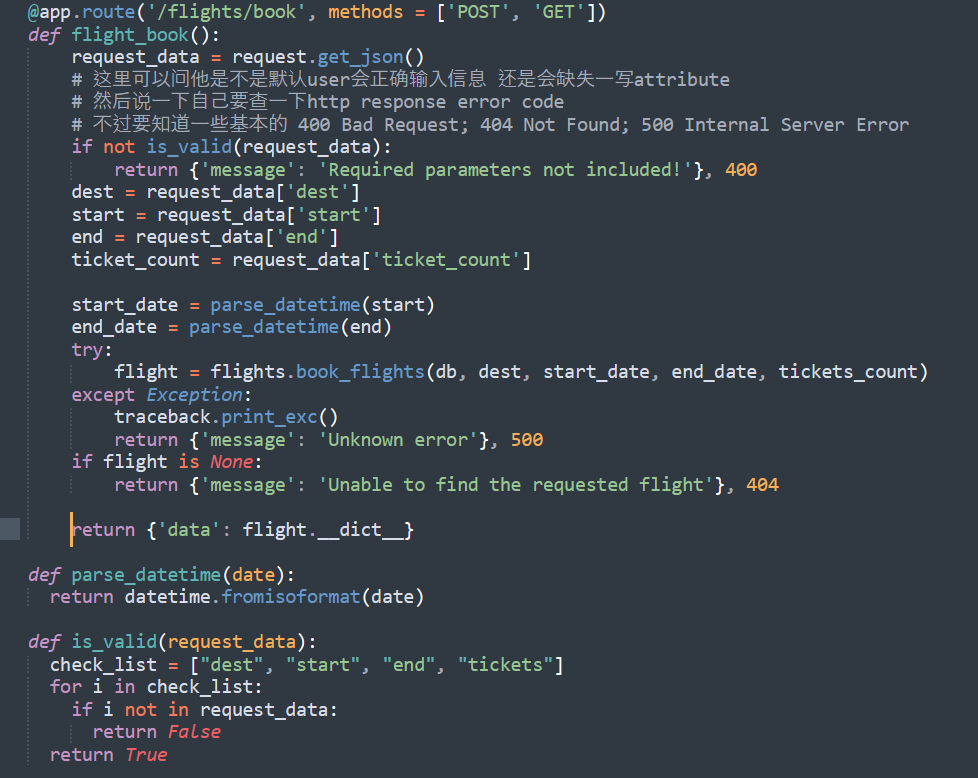 @app.route('/flights/book', methods = ['POST', 'GET'])
def flight_book():
    request_data = request.get_json()
    # 这里可以问他是不是默认user会正确输入信息 还是会缺失一写attribute
    # 然后说一下自己要查一下http response error code
    # 不过要知道一些基本的 400 Bad Request; 404 Not Found; 500 Internal Server Error
    if not is_valid(request_data):
        return {'message': 'Required parameters not included!'}, 400
    dest = request_data['dest']
    start = request_data['start']
    end = request_data['end']
    ticket_count = request_data['ticket_count']

    start_date = parse_datetime(start)
    end_date = parse_datetime(end)
    try:
        flight = flights.book_flights(db, dest, start_date, end_date, tickets_count)
    except Exception:
        traceback.print_exc()
        return {'message': 'Unknown error'}, 500
    if flight is None:
        return {'message': 'Unable to find the requested flight'}, 404

    return {'data': flight.__dict__}

def parse_datetime(date):
  return datetime.fromisoformat(date)

def is_valid(request_data):
  check_list = ["dest", "start", "end", "tickets"]
  for i in check_list:
    if i not in request_data:
      return False
  return True